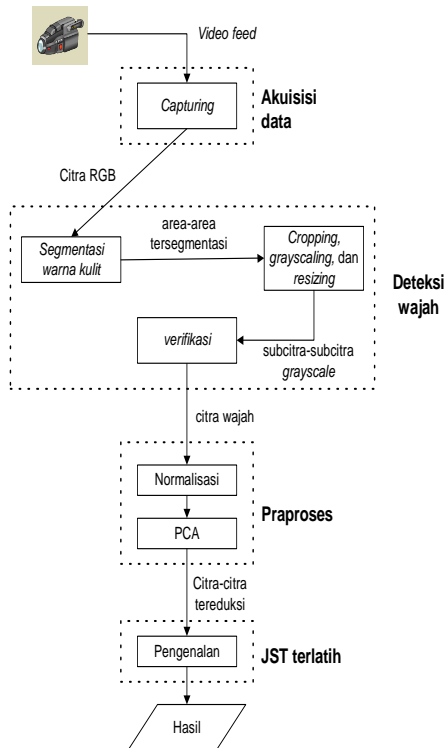 Video feed
Capturing
Akuisisi
data
Citra RGB
area-area
tersegmentasi
Segmentasi
warna kulit
Cropping,
grayscaling, dan
resizing
Deteksi
wajah
verifikasi
subcitra-subcitra
grayscale
citra wajah
Normalisasi
Praproses
PCA
Citra-citra
tereduksi
Pengenalan
JST terlatih
Hasil